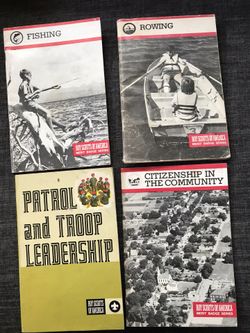 FISHING
BOY SCOUTS OF AMERICA
MERIT BADGE SERIES
ROWING
BOY SCOUTS OF AMERICA
MERIT BADGE SERIES
PATROL
and TROOP
LEADERSHIP
BOY SCOUTS
OF AMERICA
CITIZENSHIP IN
THE COMMUNITY
BOY SCOUTS OF AMERICA
MERIT BADGE SERIES